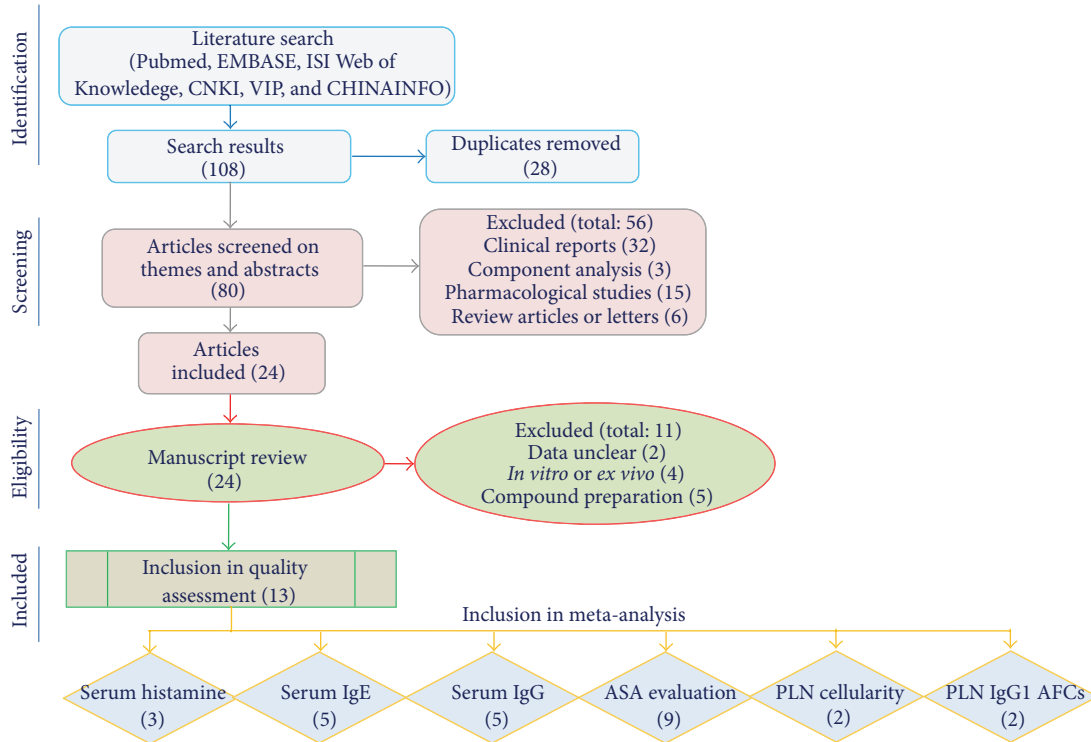 Identification
Literature search
(Pubmed, EMBASE, ISI Web of
Knowledege, CNKI, VIP, and CHINAINFO)
Search results
(108)
Duplicates removed
(28)
Screening
Articles screened on
themes and abstracts
(80)
Excluded (total: 56)
Clinical reports (32)
Component analysis (3)
Pharmacological studies (15)
Review articles or letters (6)
Articles
included (24)
Eligibility
Manuscript review
(24)
Excluded (total: 11)
Data unclear (2)
In vitro or ex vivo (4)
Compound preparation (5)
Included
Inclusion in quality
assessment (13)
Inclusion in meta-analysis
Serum histamine
(3)
Serum IgE
(5)
Serum IgG
(5)
ASA evaluation
(9)
PLN cellularity
(2)
PLN IgG1 AFCs
(2)